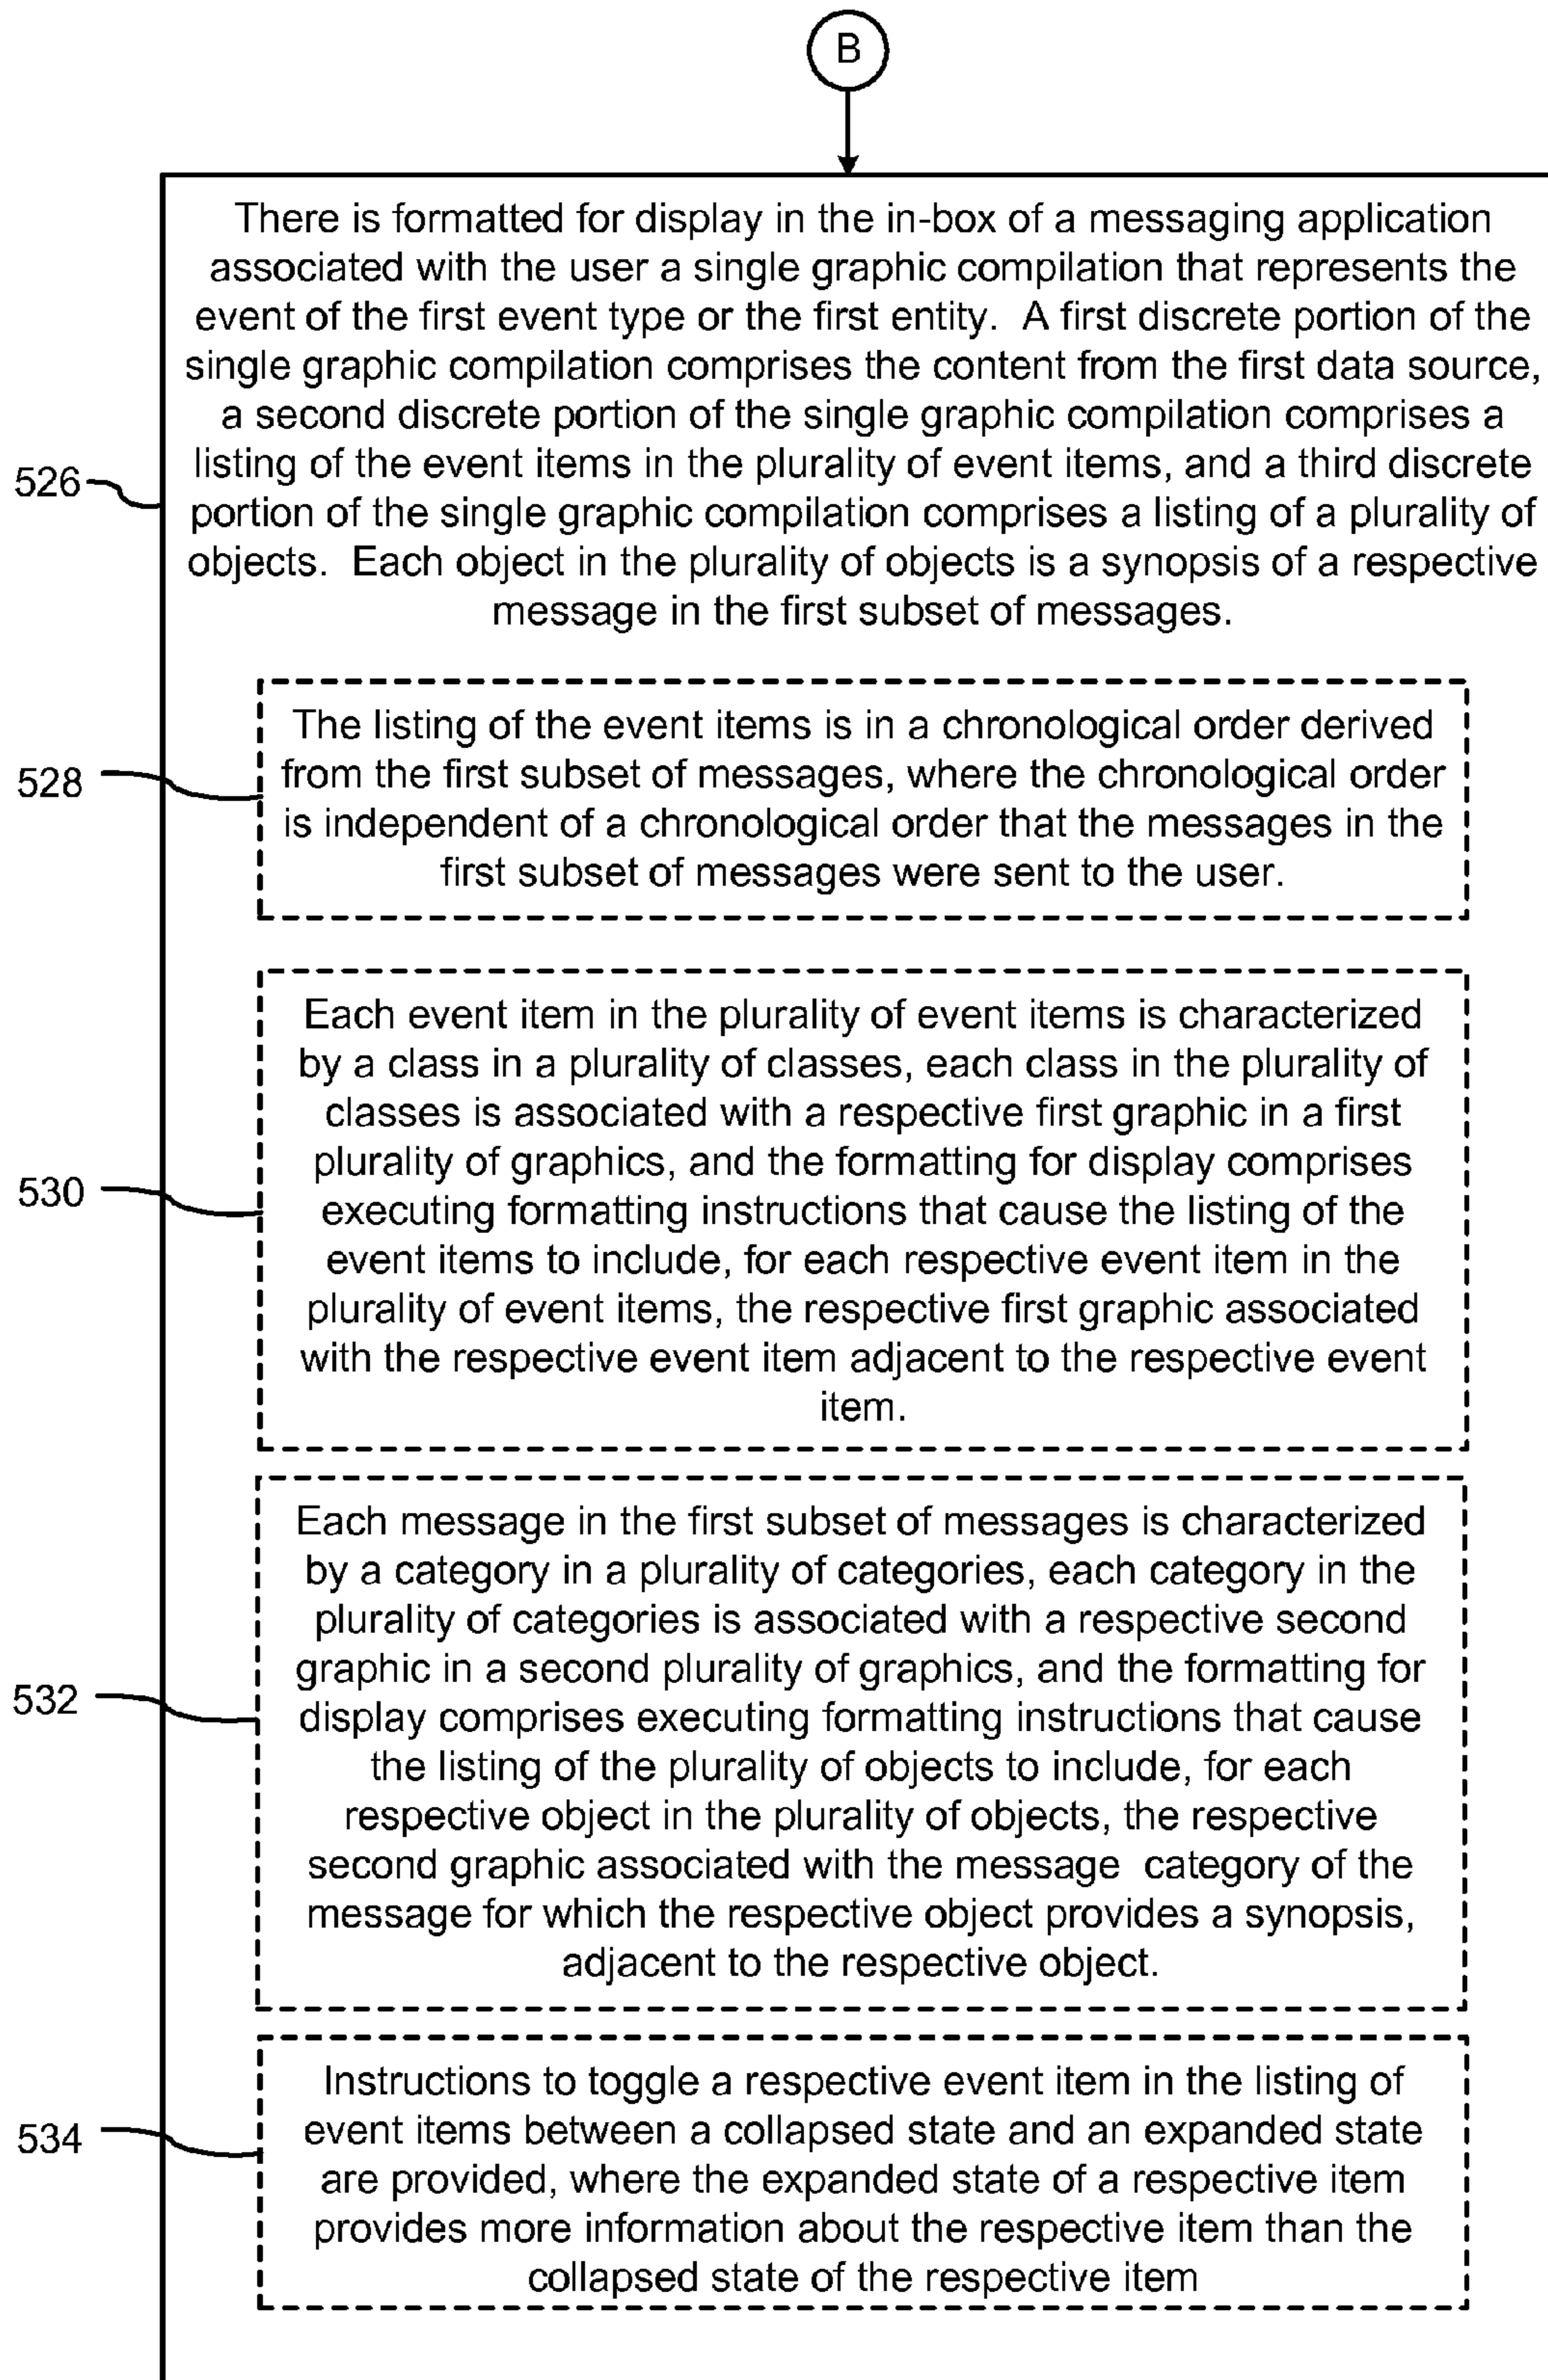 B
There is formatted for display in the in-box of a messaging application
associated with the user a single graphic compilation that represents the
event of the first event type or the first entity.  A first discrete portion of the
single graphic compilation comprises the content from the first data source,
a second discrete portion of the single graphic compilation comprises a
listing of the event items in the plurality of event items, and a third discrete
portion of the single graphic compilation comprises a listing of a plurality of
objects.  Each object in the plurality of objects is a synopsis of a respective
message in the first subset of messages.
526
The listing of the event items is in a chronological order derived
from the first subset of messages, where the chronological order
is independent of a chronological order that the messages in the
first subset of messages were sent to the user.
528
Each event item in the plurality of event items is characterized
by a class in a plurality of classes, each class in the plurality of
classes is associated with a respective first graphic in a first
plurality of graphics, and the formatting for display comprises
executing formatting instructions that cause the listing of the
event items to include, for each respective event item in the
plurality of event items, the respective first graphic associated
with the respective event item adjacent to the respective event
item.
530
Each message in the first subset of messages is characterized
by a category in a plurality of categories, each category in the
plurality of categories is associated with a respective second
graphic in a second plurality of graphics, and the formatting for
display comprises executing formatting instructions that cause
the listing of the plurality of objects to include, for each
respective object in the plurality of objects, the respective
second graphic associated with the message  category of the
message for which the respective object provides a synopsis,
adjacent to the respective object.
532
Instructions to toggle a respective event item in the listing of
event items between a collapsed state and an expanded state
are provided, where the expanded state of a respective item
provides more information about the respective item than the
collapsed state of the respective item
534